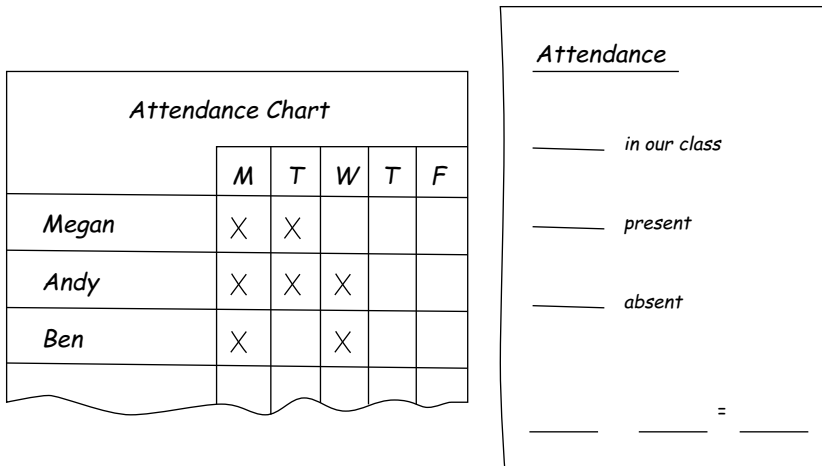 Attendance Chart
M T W T F
Megan X X
Andy X X X
Ben X X
Attendance
in our class
present
absent
=